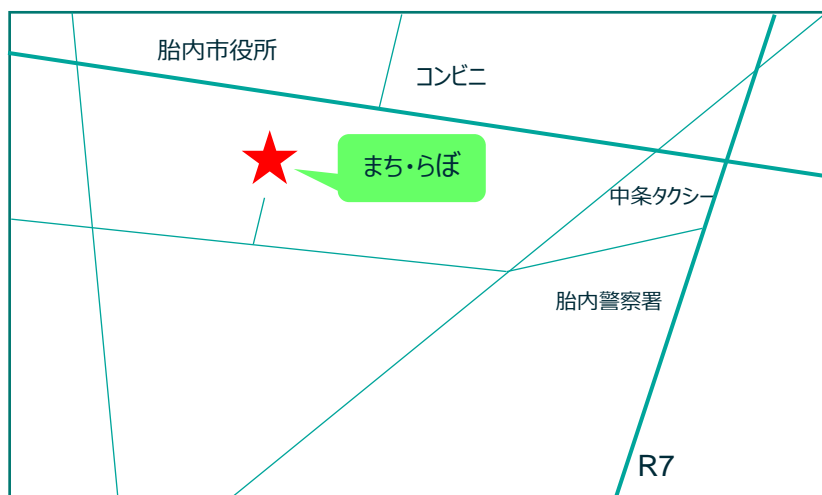 胎内市役所
コンビニ
まち・らぼ
中条タクシー
胎内警察署
R7